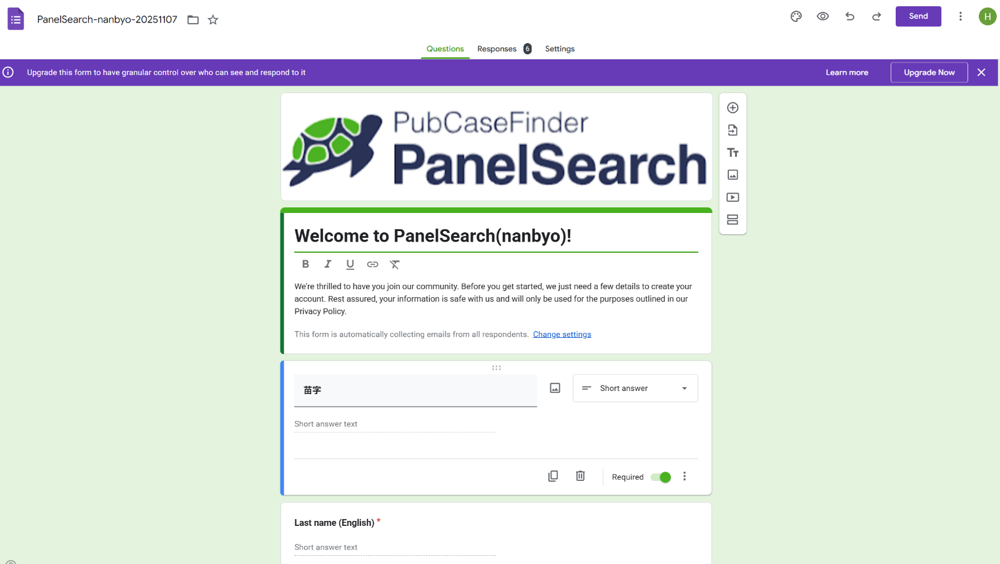 PanelSearch-nanbyo-20251107
Send
H
Questions
Responses 6
Settings
Upgrade this form to have granular control over who can see and respond to it
Learn more
Upgrade Now
PubCaseFinder
PanelSearch
Tт
Welcome to PanelSearch(nanbyo)!
B I U
We're thrilled to have you join our community. Before you get started, we just need a few details to create your
account. Rest assured, your information is safe with us and will only be used for the purposes outlined in our
Privacy Policy.
This form is automatically collecting emails from all respondents. Change settings
苗字
Short answer
Short answer text
Required
Last name (English) *
Short answer text